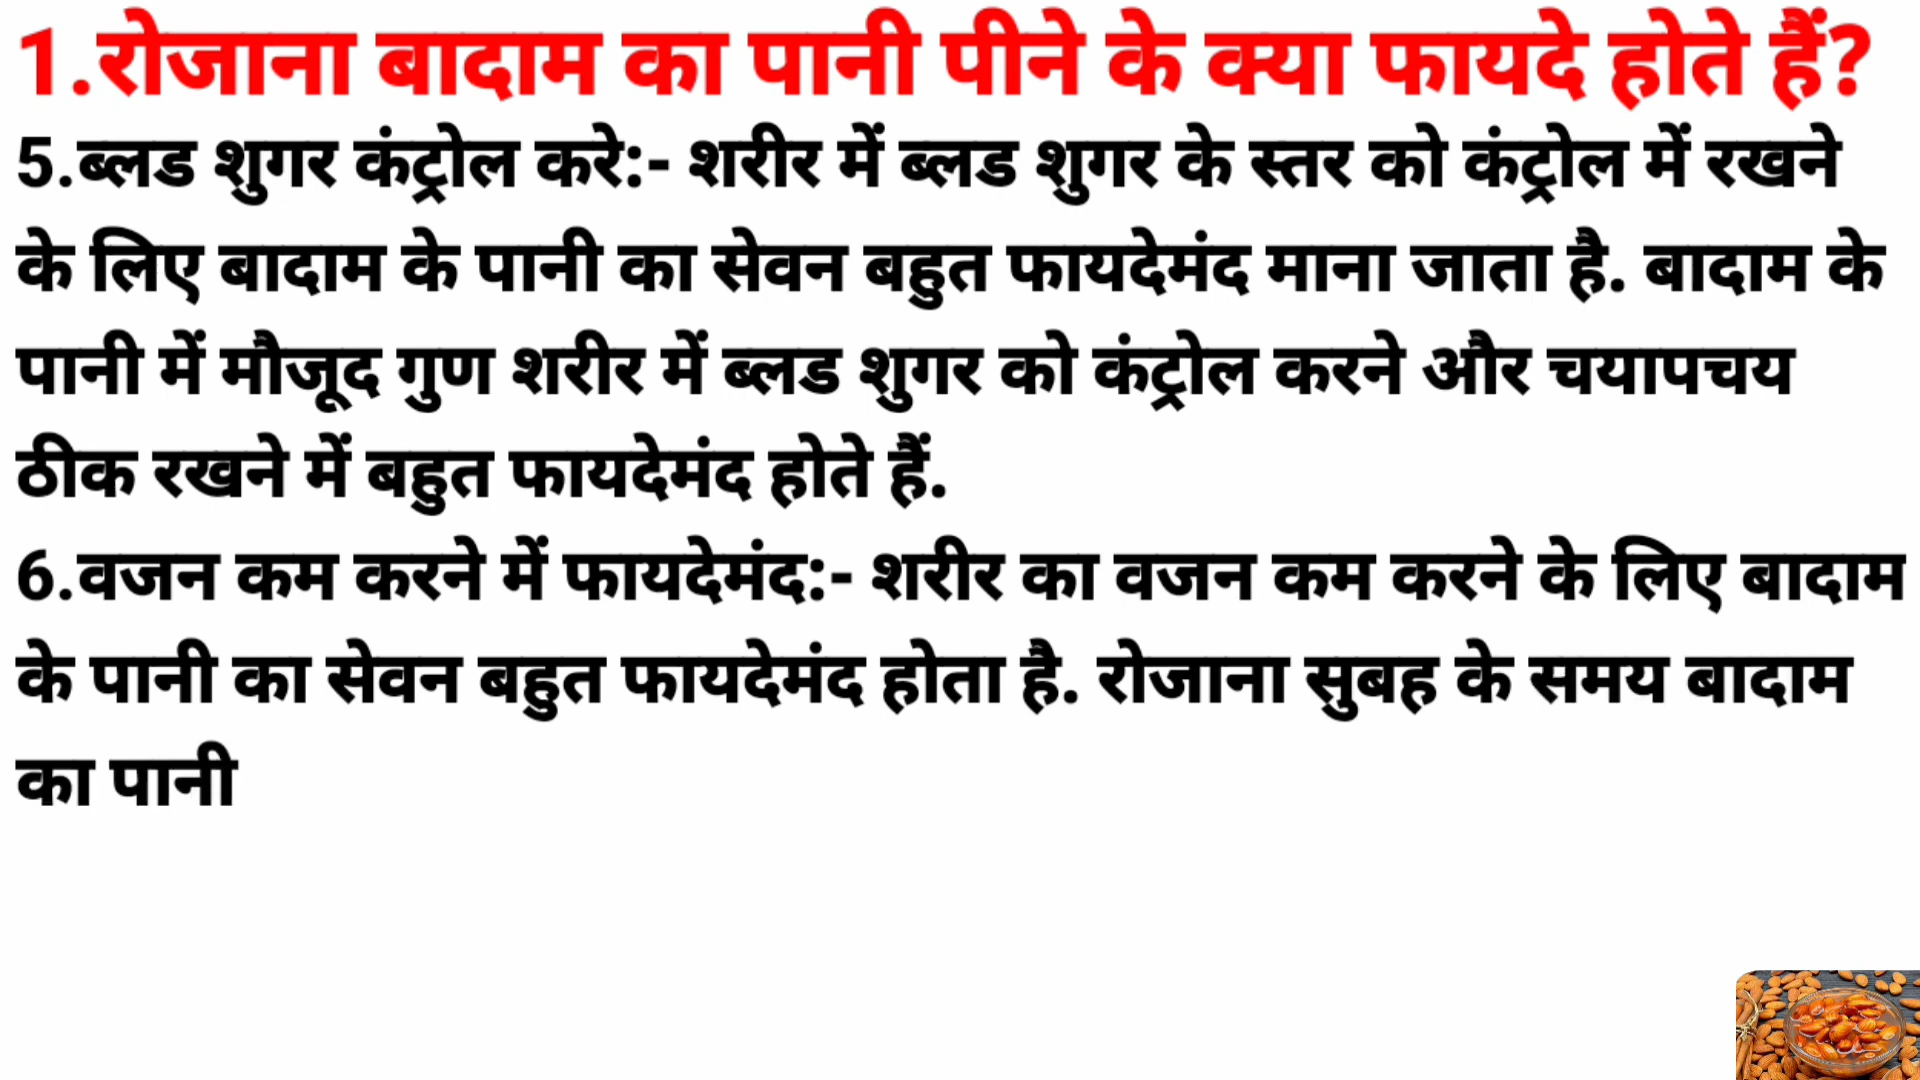 1.रोजाना बादाम का पानी पीने के क्या फायदे होते हैं?
5.ब्लड शुगर कंट्रोल करे:- शरीर में ब्लड शुगर के स्तर को कंट्रोल में रखने
के लिए बादाम के पानी का सेवन बहुत फायदेमंद माना जाता है. बादाम के
पानी में मौजूद गुण शरीर में ब्लड शुगर को कंट्रोल करने और चयापचय
ठीक रखने में बहुत फायदेमंद होते हैं.
6.वजन कम करने में फायदेमंद:- शरीर का वजन कम करने के लिए बादाम
के पानी का सेवन बहुत फायदेमंद होता है. रोजाना सुबह के समय बादाम
का पानी